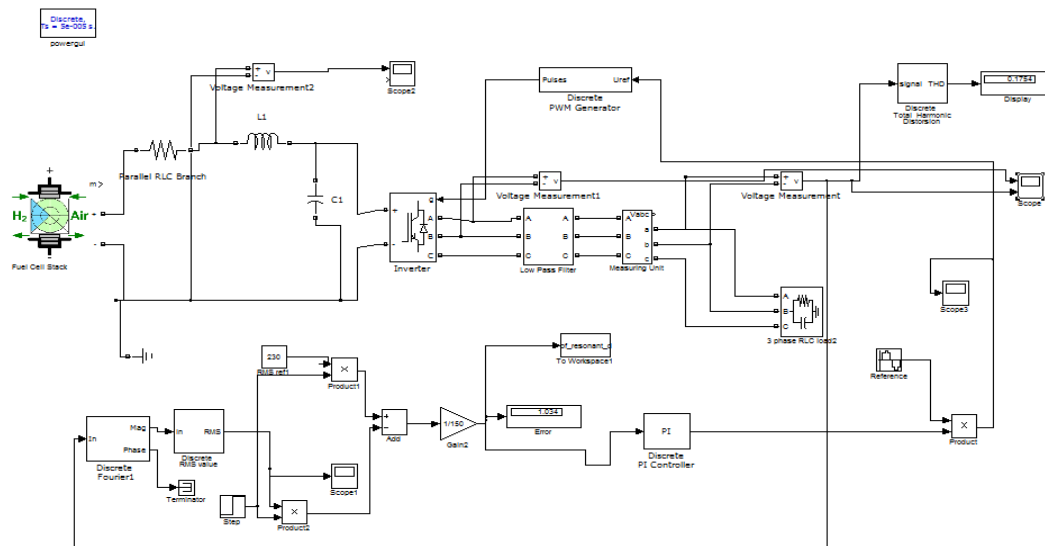 Discrete,
Ts = 5e-005 s.
powergui
+
-
v
Voltage Measurement2
Scope2
Pulses
Uref
Discrete
PWM Generator
signal
THD
Discrete
Total Harmonic
Distorsion
0.1754
Display
L1
Parallel RLC Branch
C1
+
m>
H2
Air
+
-
-
Fuel Cell Stack
g
+
A
B
-
C
Inverter
+
-
v
Voltage Measurement1
A
A
B
B
C
C
Low Pass Filter
Vabc
A
a
B
b
C
c
Measuring Unit
+
-
v
Voltage Measurement
Scope
A
B
C
3 phase RLC load2
Scope3
230
RMS ref1
×
Product1
of_resonant_d
To Workspace1
Reference
+
-
Add
1/150
Gain2
1.034
Error
PI
Discrete
PI Controller
×
Product
In
Mag
Phase
Discrete
Fourier1
In
RMS
Discrete
RMS value
Terminator
Step
×
Product2
Scope1